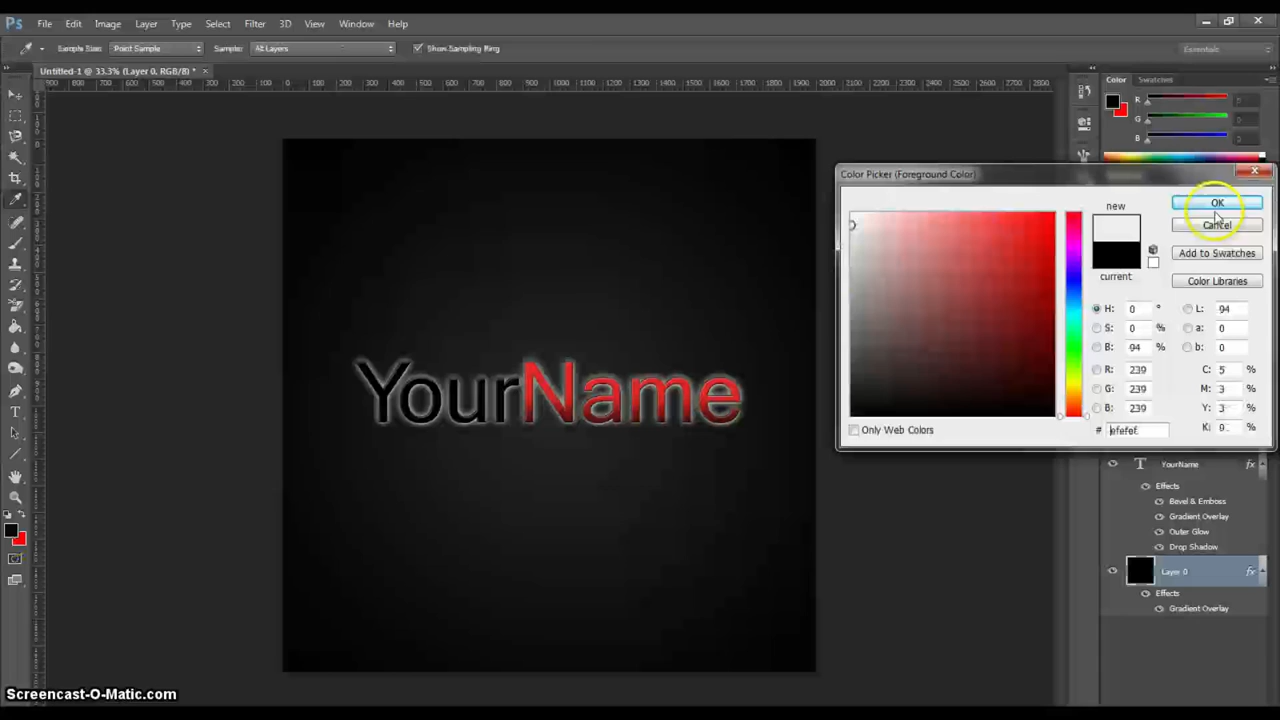 Ps File Edit Image Layer Type Select Filter 3D View Window Help
Sample Size: Point Sample Sample: All Layers Show Sampling Ring Essentials
Untitled-1 @ 33.3% (Layer 0, RGB/8) * ×
Color Swatches
R
G
B
Color Picker (Foreground Color)
new
OK
Cancel
current
Add to Swatches
Color Libraries
H: 0 ° L: 94
S: 0 % a: 0
B: 94 % b: 0
R: 239 C: 5 %
G: 239 M: 3 %
B: 239 Y: 3 %
K: 0 %
# efefef
Only Web Colors
YourName
T YourName fx
Effects
Bevel & Emboss
Gradient Overlay
Outer Glow
Drop Shadow
Layer 0 fx
Effects
Gradient Overlay
Screencast-O-Matic.com